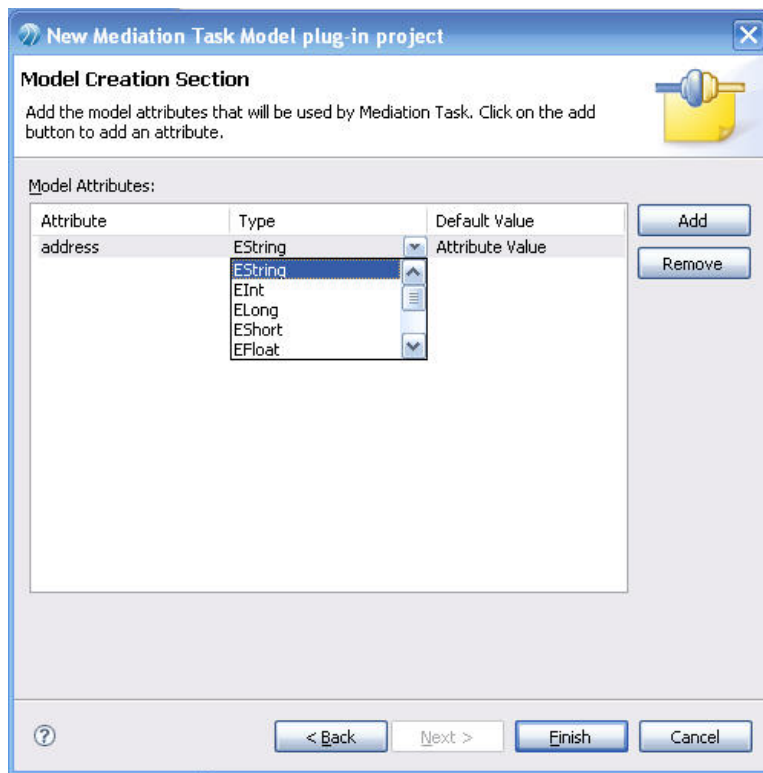 New Mediation Task Model plug-in project
Model Creation Section
Add the model attributes that will be used by Mediation Task. Click on the add
button to add an attribute.
Model Attributes:
Attribute Type Default Value Add
address EString Attribute Value Remove
EString
EInt
ELong
EShort
EFloat
? < Back Next > Finish Cancel